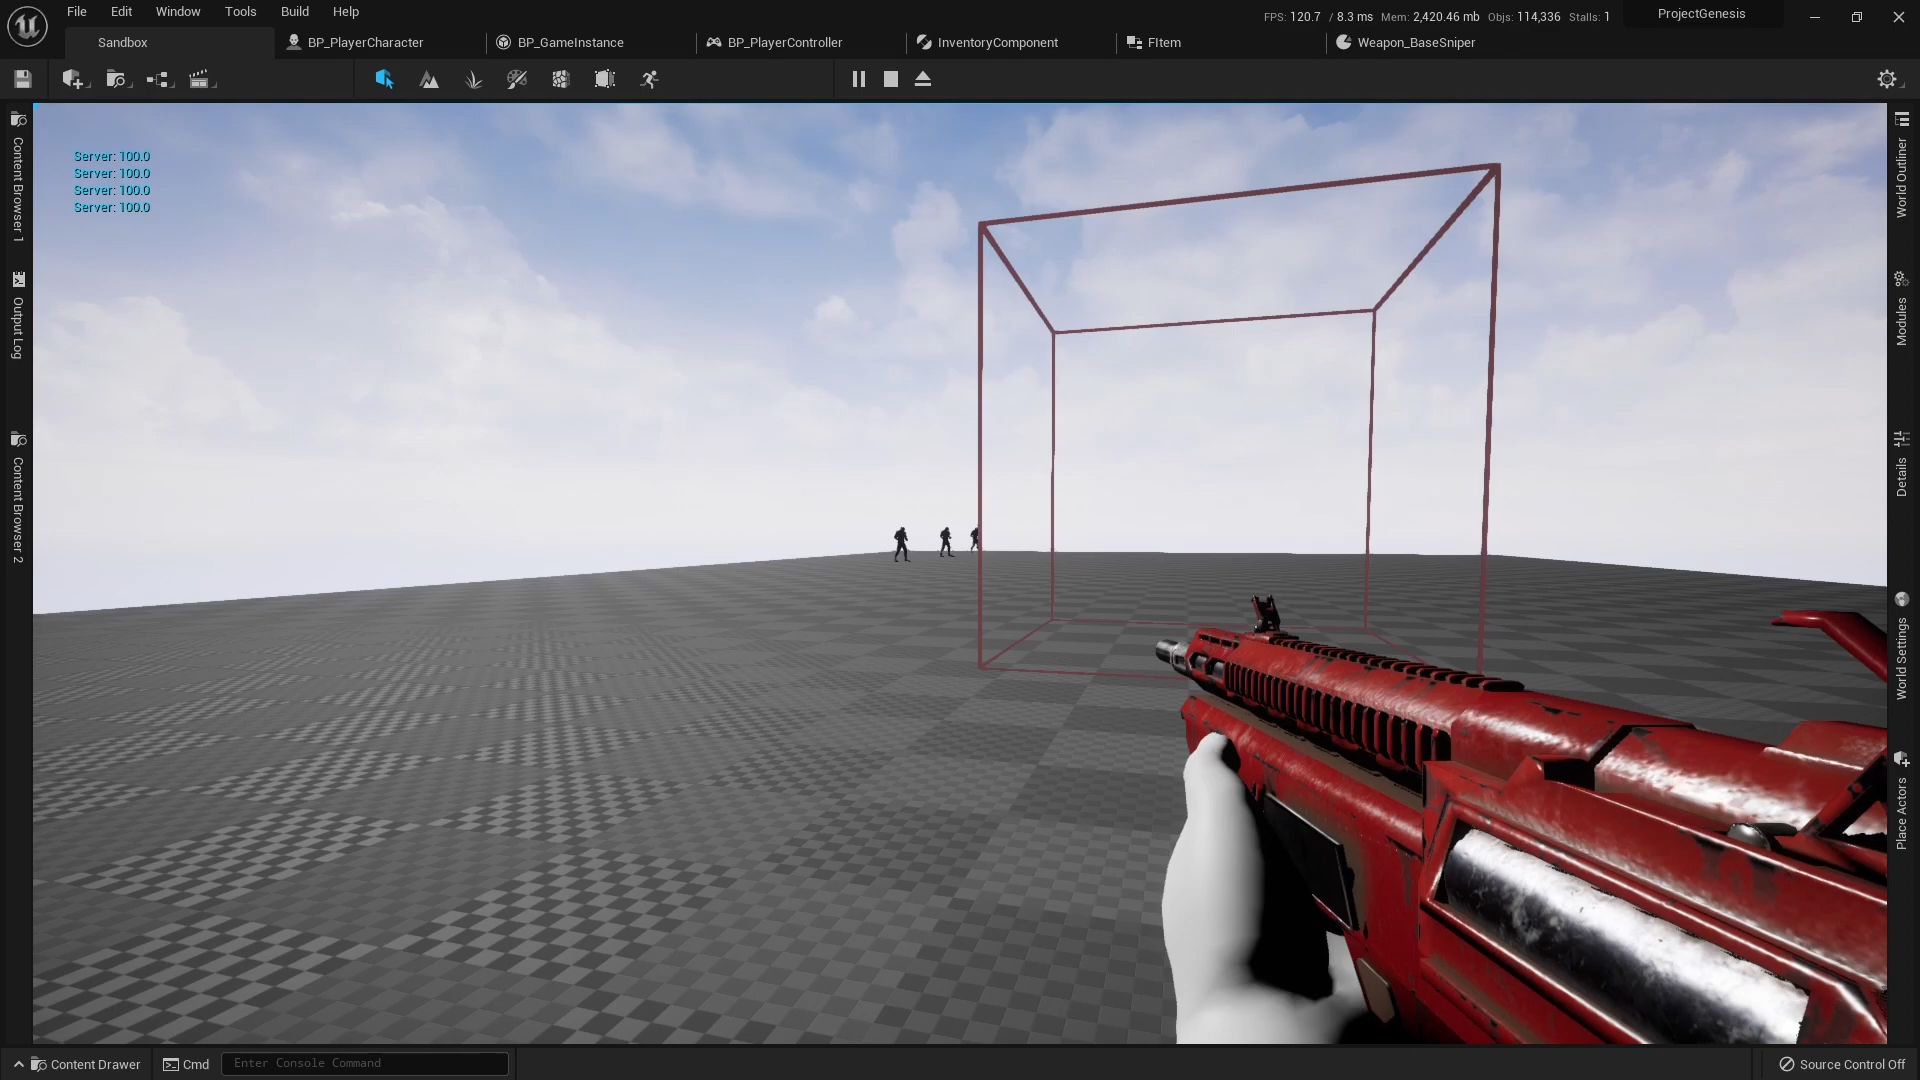 File Edit Window Tools Build Help
FPS: 120.7 / 8.3 ms Mem: 2,420.46 mb Objs: 114,336 Stalls: 1
ProjectGenesis
Sandbox
BP_PlayerCharacter
BP_GameInstance
BP_PlayerController
InventoryComponent
FItem
Weapon_BaseSniper
Content Browser 1
Output Log
Content Browser 2
Server: 100.0
Server: 100.0
Server: 100.0
Server: 100.0
World Outliner
Modules
Details
World Settings
Place Actors
Content Drawer
Cmd
Enter Console Command
Source Control Off